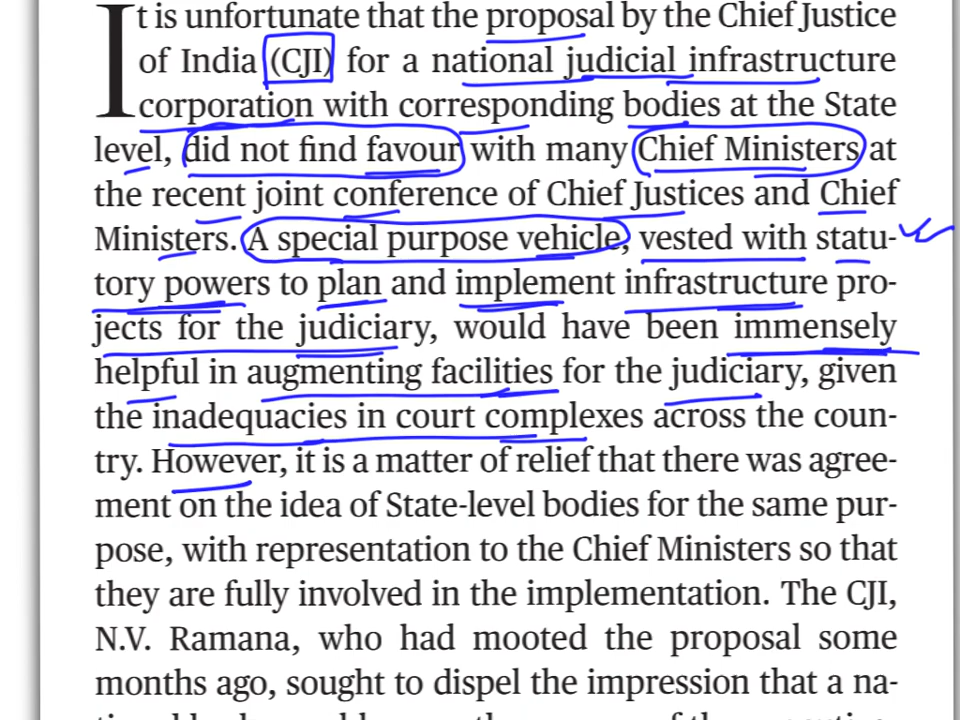 It is unfortunate that the proposal by the Chief Justice
of India (CJI) for a national judicial infrastructure
corporation with corresponding bodies at the State
level, did not find favour with many Chief Ministers at
the recent joint conference of Chief Justices and Chief
Ministers. A special purpose vehicle, vested with statu-
tory powers to plan and implement infrastructure pro-
jects for the judiciary, would have been immensely
helpful in augmenting facilities for the judiciary, given
the inadequacies in court complexes across the coun-
try. However, it is a matter of relief that there was agree-
ment on the idea of State-level bodies for the same pur-
pose, with representation to the Chief Ministers so that
they are fully involved in the implementation. The CJI,
N.V. Ramana, who had mooted the proposal some
months ago, sought to dispel the impression that a na-